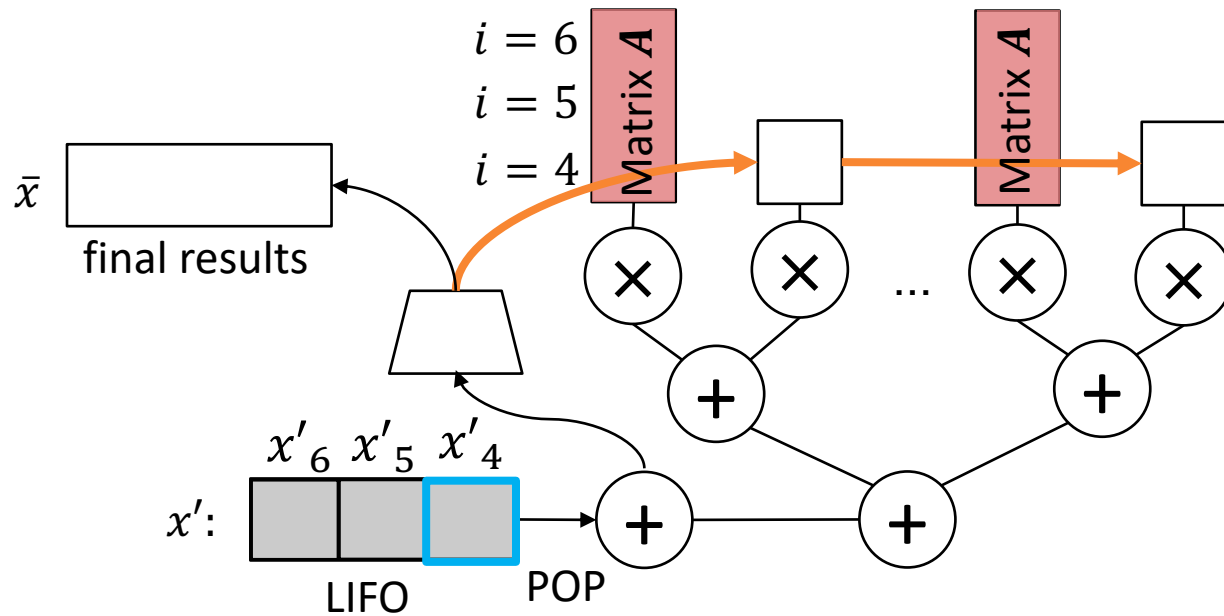 i = 6
i = 5
i = 4
Matrix A
Matrix A
x̄
final results
× × ... × ×
+ +
x′₆ x′₅ x′₄
x′:
+ +
LIFO
POP